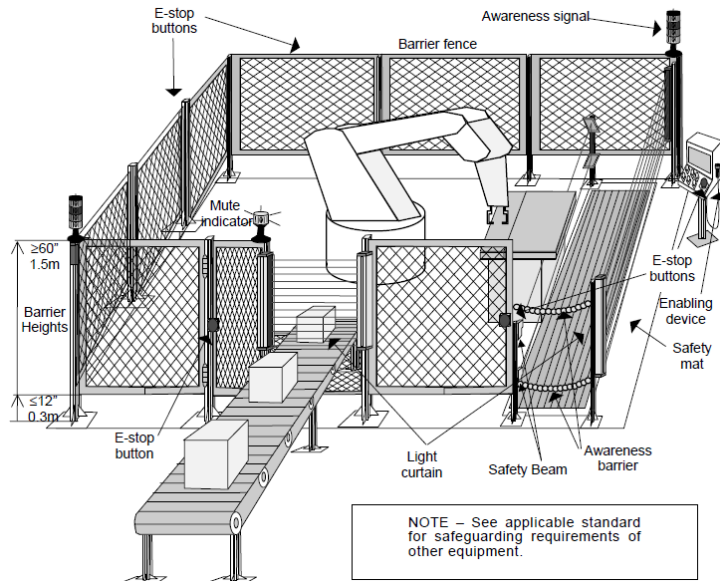 E-stop
buttons
Awareness signal
Barrier fence
Mute
indicator
≥60"
1.5m
Barrier
Heights
≤12"
0.3m
E-stop
buttons
Enabling
device
Safety
mat
E-stop
button
Light
curtain
Safety Beam
Awareness
barrier
NOTE – See applicable standard
for safeguarding requirements of
other equipment.